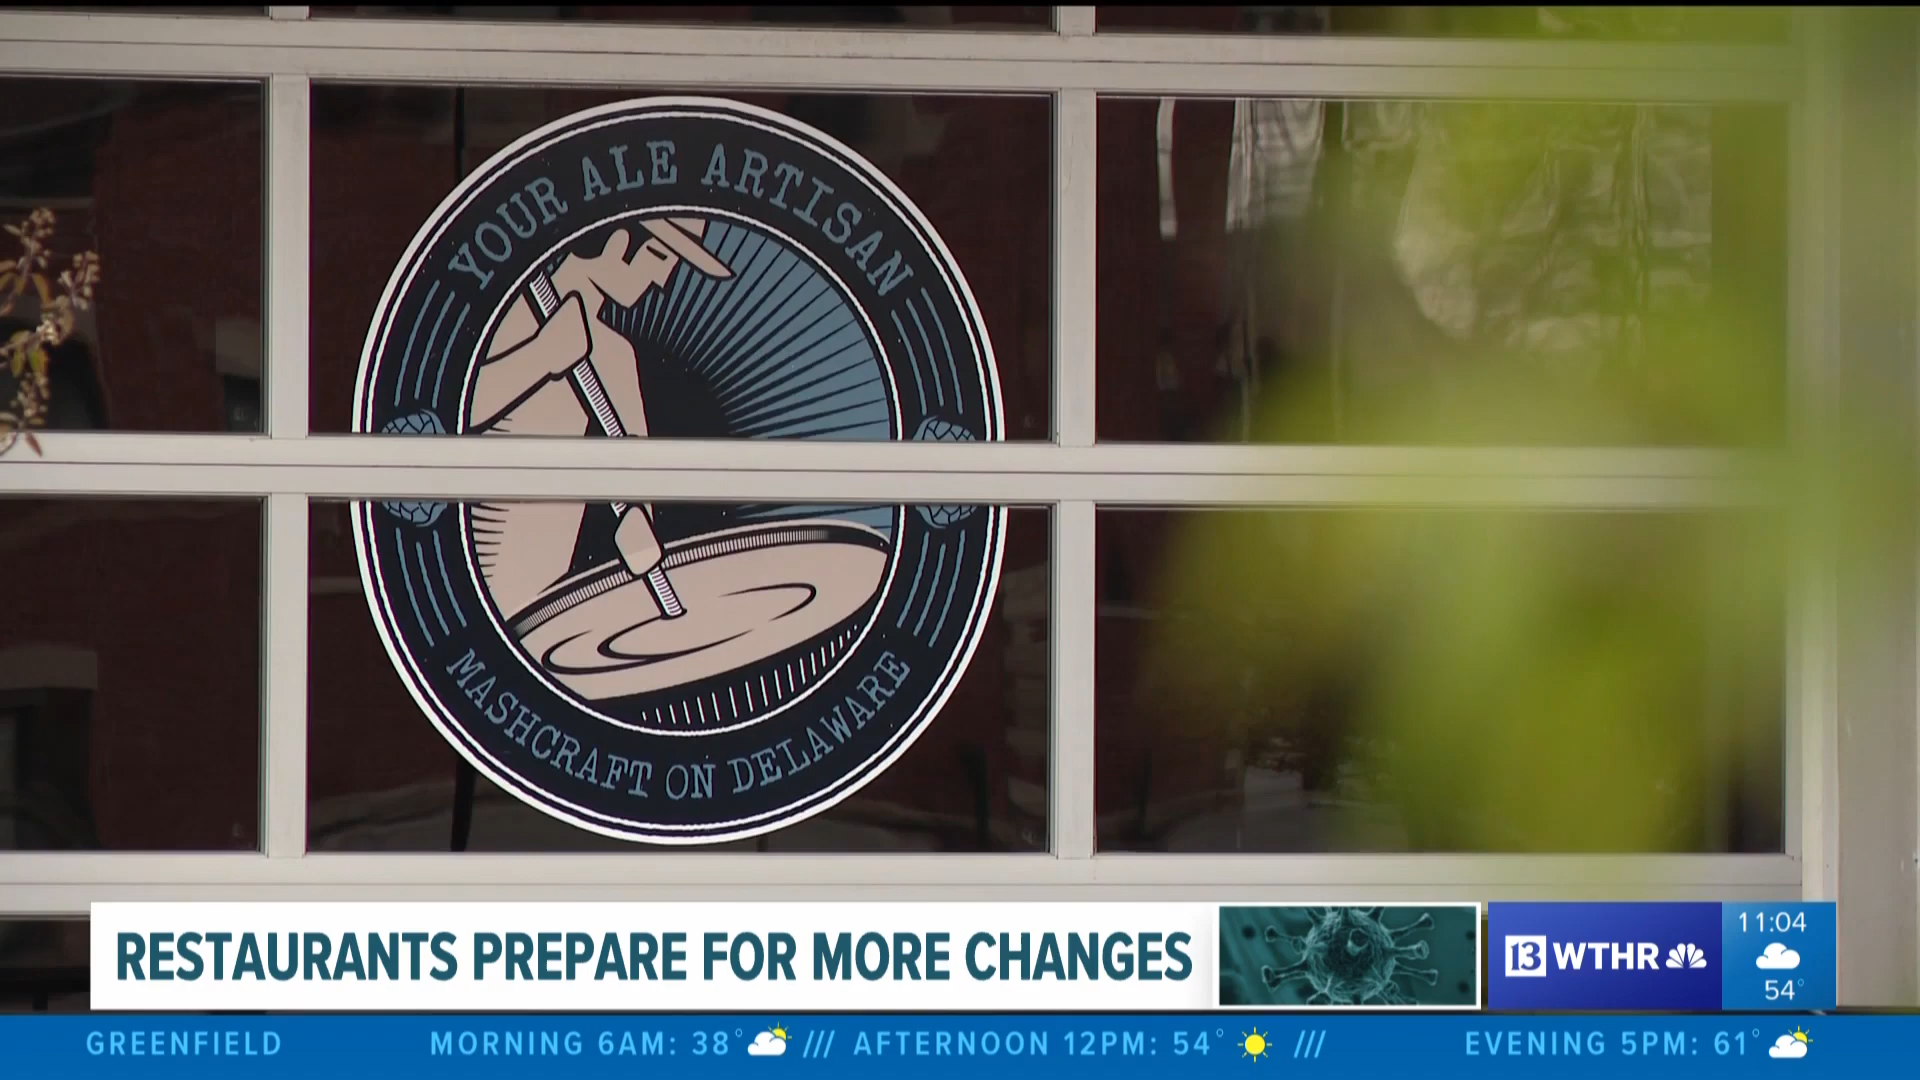 YOUR ALE ARTISAN
MASHCRAFT ON DELAWARE
RESTAURANTS PREPARE FOR MORE CHANGES
13 WTHR
11:04
54°
GREENFIELD MORNING 6AM: 38° /// AFTERNOON 12PM: 54° /// EVENING 5PM: 61°